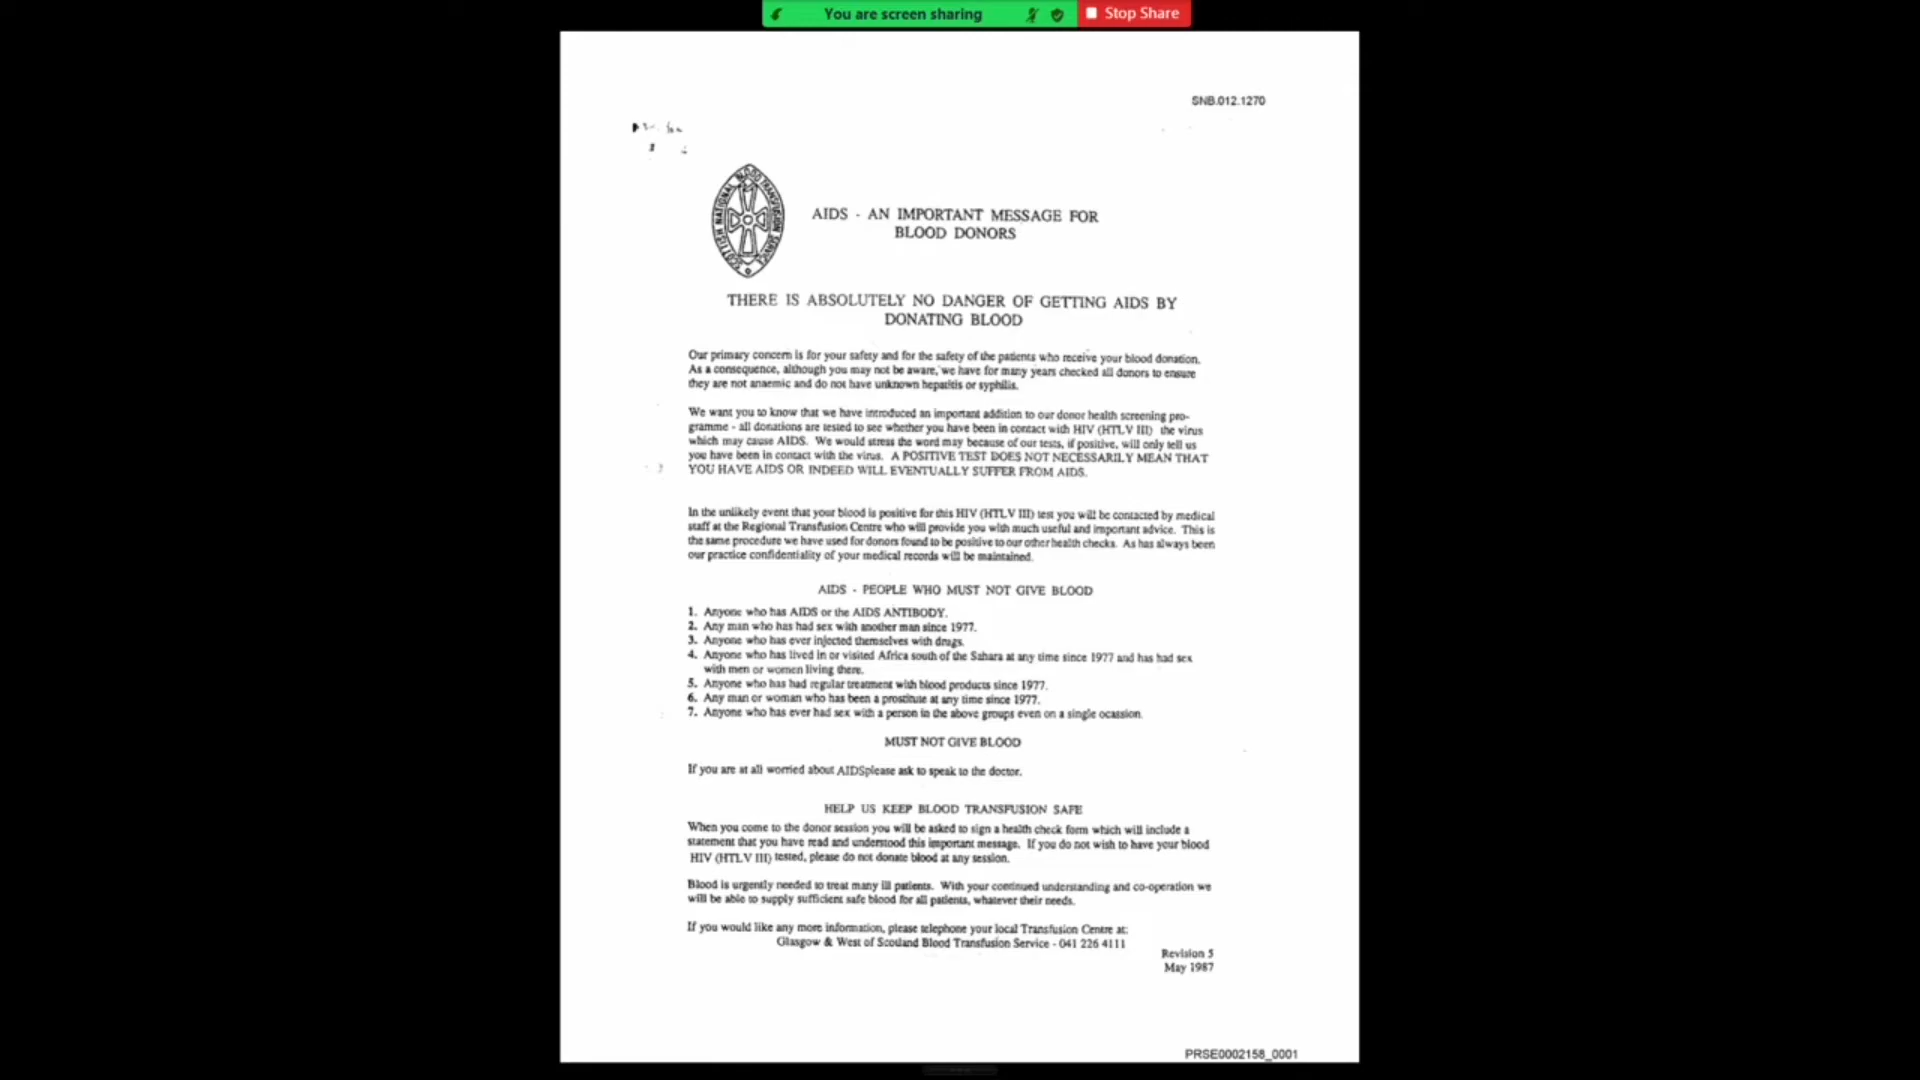 You are screen sharing
Stop Share
SNB.012.1270
SCOTTISH NATIONAL BLOOD TRANSFUSION SERVICE
AIDS - AN IMPORTANT MESSAGE FOR
BLOOD DONORS
THERE IS ABSOLUTELY NO DANGER OF GETTING AIDS BY
DONATING BLOOD
Our primary concern is for your safety and for the safety of the patients who receive your blood donation.
As a consequence, although you may not be aware, we have for many years checked all donors to ensure
they are not anaemic and do not have unknown hepatitis or syphilis.
We want you to know that we have introduced an important addition to our donor health screening pro-
gramme - all donations are tested to see whether you have been in contact with HIV (HTLV III) the virus
which may cause AIDS. We would stress the word may because of our tests, if positive, will only tell us
you have been in contact with the virus. A POSITIVE TEST DOES NOT NECESSARILY MEAN THAT
YOU HAVE AIDS OR INDEED WILL EVENTUALLY SUFFER FROM AIDS.
In the unlikely event that your blood is positive for this HIV (HTLV III) test you will be contacted by medical
staff at the Regional Transfusion Centre who will provide you with much useful and important advice. This is
the same procedure we have used for donors found to be positive to our other health checks. As has always been
our practice confidentiality of your medical records will be maintained.
AIDS - PEOPLE WHO MUST NOT GIVE BLOOD
1. Anyone who has AIDS or the AIDS ANTIBODY.
2. Any man who has had sex with another man since 1977.
3. Anyone who has ever injected themselves with drugs.
4. Anyone who has lived in or visited Africa south of the Sahara at any time since 1977 and has had sex
with men or women living there.
5. Anyone who has had regular treatment with blood products since 1977.
6. Any man or woman who has been a prostitute at any time since 1977.
7. Anyone who has ever had sex with a person in the above groups even on a single ocassion.
MUST NOT GIVE BLOOD
If you are at all worried about AIDSplease ask to speak to the doctor.
HELP US KEEP BLOOD TRANSFUSION SAFE
When you come to the donor session you will be asked to sign a health check form which will include a
statement that you have read and understood this important message. If you do not wish to have your blood
HIV (HTLV III) tested, please do not donate blood at any session.
Blood is urgently needed to treat many ill patients. With your continued understanding and co-operation we
will be able to supply sufficient safe blood for all patients, whatever their needs.
If you would like any more information, please telephone your local Transfusion Centre at:
Glasgow & West of Scotland Blood Transfusion Service - 041 226 4111
Revision 5
May 1987
PRSE0002158_0001